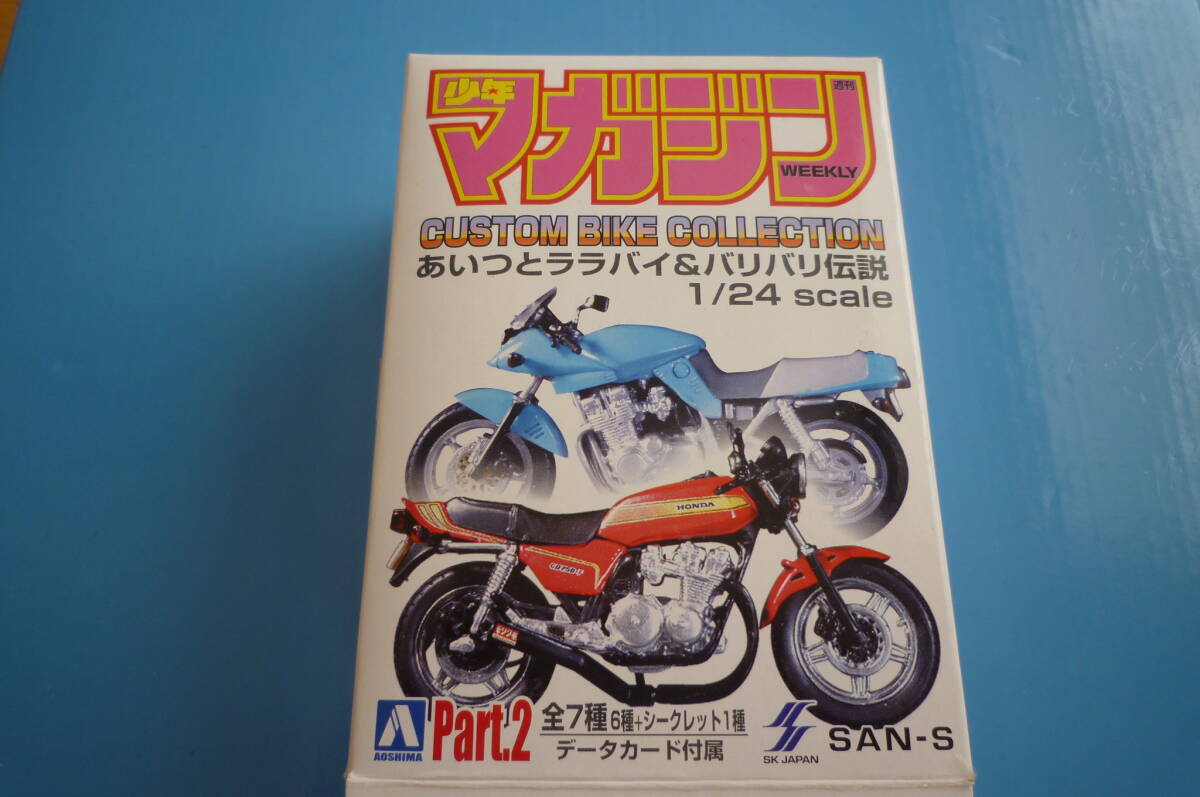 少年
週刊
マガジン
WEEKLY
CUSTOM BIKE COLLECTION
あいつとララバイ&バリバリ伝説
1/24 scale
HONDA
CB750-F
AOSHIMA
Part.2
全7種 6種+シークレット1種
データカード付属
SK JAPAN
SAN-S